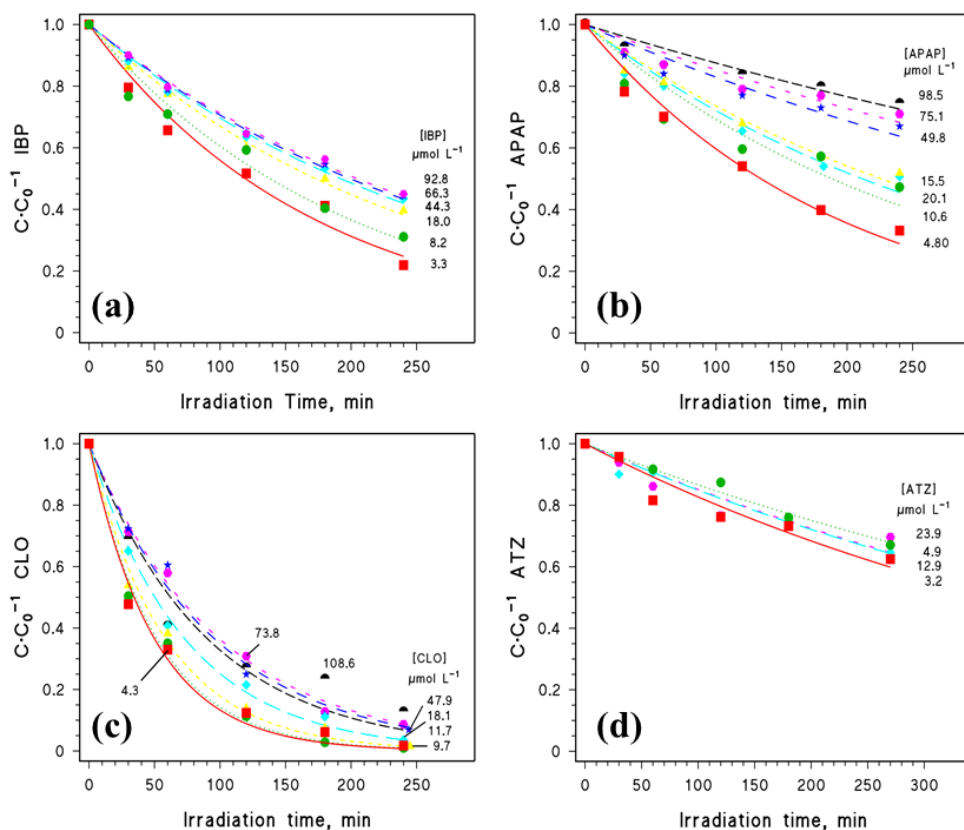 1.0
0.8
0.6
0.4
0.2
0
C·C₀⁻¹ IBP
[IBP]
μmol L⁻¹
92.8
66.3
44.3
18.0
8.2
3.3
(a)
0 50 100 150 200 250
Irradiation Time, min
1.0
0.8
0.6
0.4
0.2
0
C·C₀⁻¹ APAP
[APAP]
μmol L⁻¹
98.5
75.1
49.8
15.5
20.1
10.6
4.80
(b)
0 50 100 150 200 250
Irradiation time, min
1.0
0.8
0.6
0.4
0.2
0
C·C₀⁻¹ CLO
73.8
108.6
[CLO]
μmol L⁻¹
4.3
47.9
18.1
11.7
9.7
(c)
0 50 100 150 200 250
Irradiation time, min
1.0
0.8
0.6
0.4
0.2
0
C·C₀⁻¹ ATZ
[ATZ]
μmol L⁻¹
23.9
4.9
12.9
3.2
(d)
0 50 100 150 200 250 300
Irradiation time, min